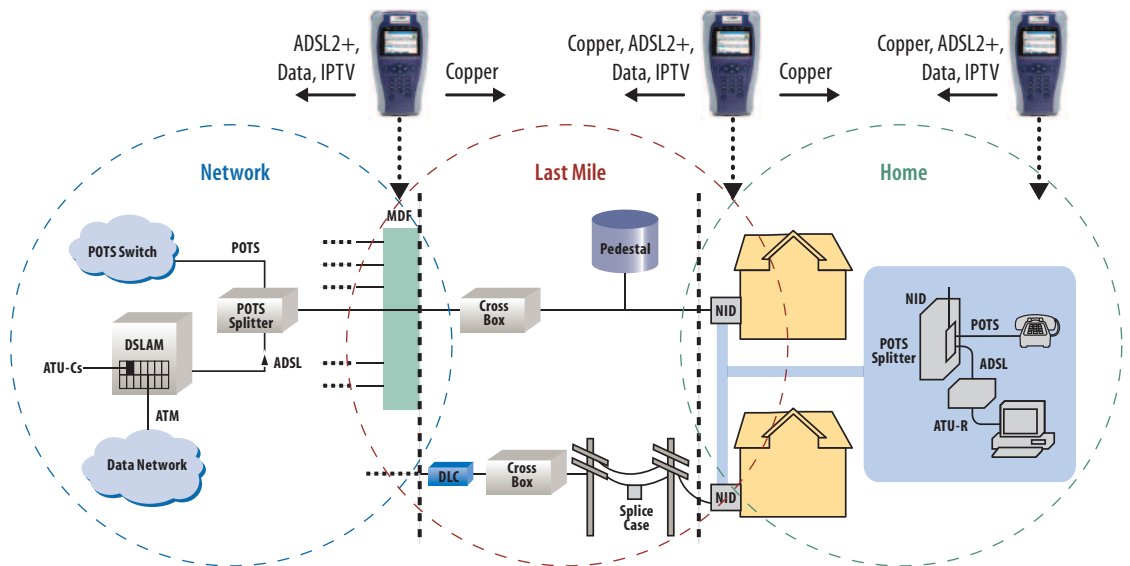 ADSL2+,
Data, IPTV
Copper
Copper, ADSL2+,
Data, IPTV
Copper
Copper, ADSL2+,
Data, IPTV
Network
Last Mile
Home
MDF
POTS Switch
POTS
POTS
Splitter
DSLAM
ADSL
ATU-Cs
ATM
Data Network
Cross
Box
Pedestal
NID
DLC
Cross
Box
Splice
Case
NID
NID
POTS
POTS
Splitter
ADSL
ATU-R